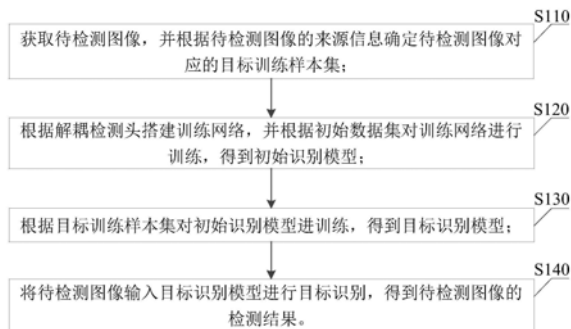 S110
获取待检测图像，并根据待检测图像的来源信息确定待检测图像对
应的目标训练样本集；
S120
根据解耦检测头搭建训练网络，并根据初始数据集对训练网络进行
训练，得到初始识别模型；
S130
根据目标训练样本集对初始识别模型进训练，得到目标识别模型；
S140
将待检测图像输入目标识别模型进行目标识别，得到待检测图像的
检测结果。